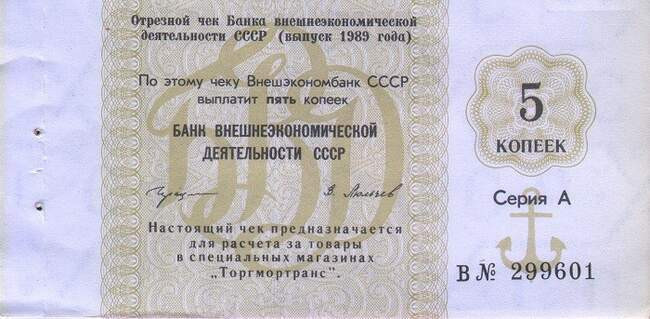 Отрезной чек Банка внешнеэкономической
деятельности СССР (выпуск 1989 года)
По этому чеку Внешэкономбанк СССР
выплатит пять копеек
БАНК ВНЕШНЕЭКОНОМИЧЕСКОЙ
ДЕЯТЕЛЬНОСТИ СССР
Настоящий чек предназначается
для расчета за товары
в специальных магазинах
„Торгмортранс".
5
КОПЕЕК
Серия А
В № 299601